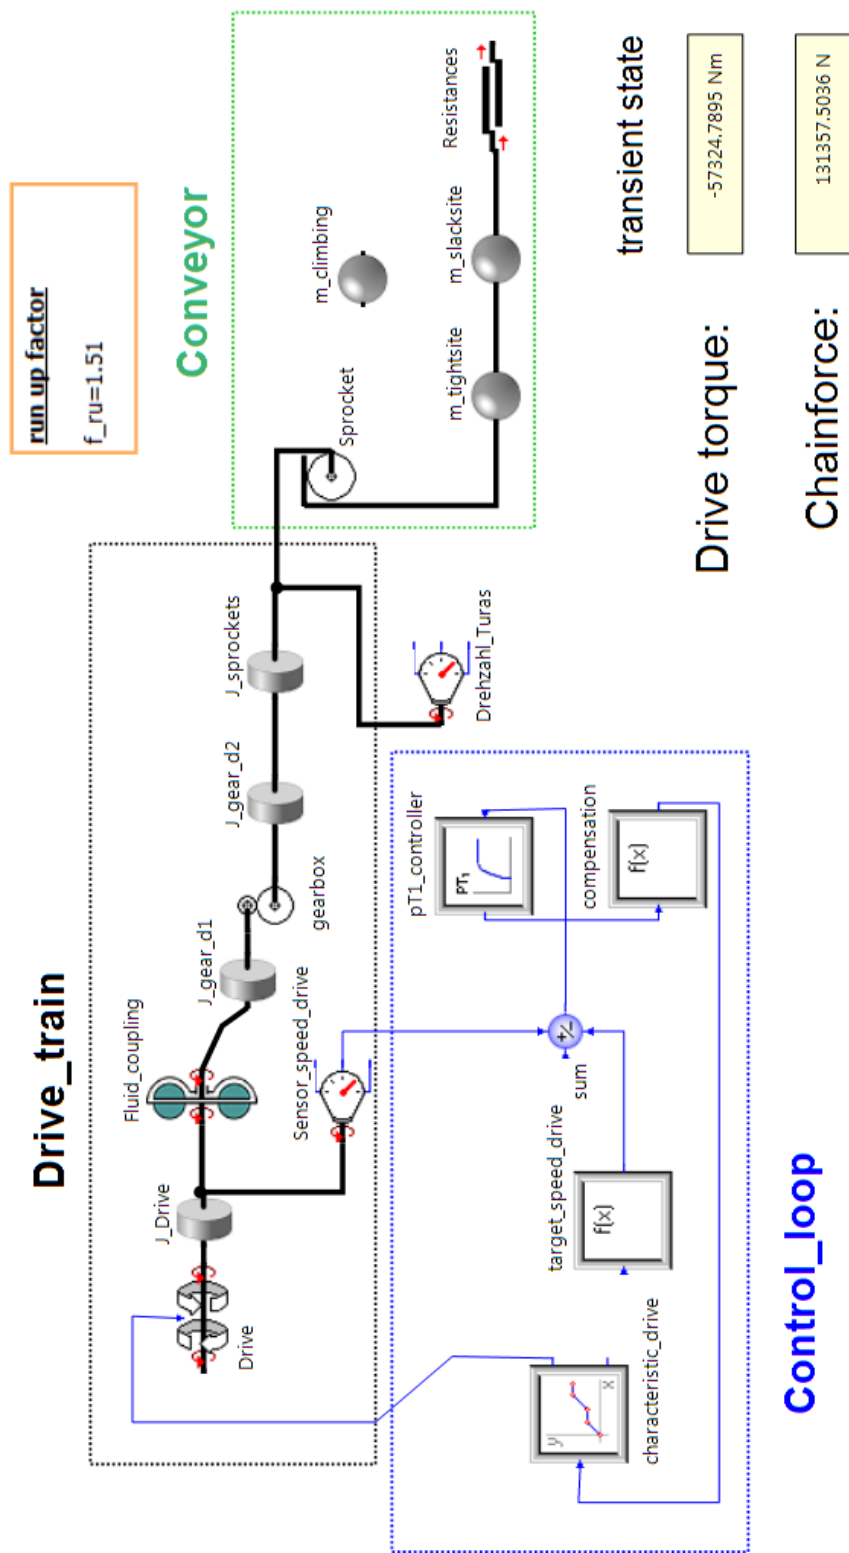 run up factor
f_ru=1.51
Drive_train
Conveyor
Drive
J_Drive
Fluid_coupling
Sensor_speed_drive
J_gear_d1
gearbox
J_gear_d2
J_sprockets
Drehzahl_Turas
Sprocket
m_climbing
m_tightsite
m_slacksite
Resistances
characteristic_drive
y
x
target_speed_drive
f(x)
sum
+/-
pT1_controller
PT₁
compensation
f(x)
Control_loop
transient state
Drive torque:
-57324.7895 Nm
Chainforce:
131357.5036 N